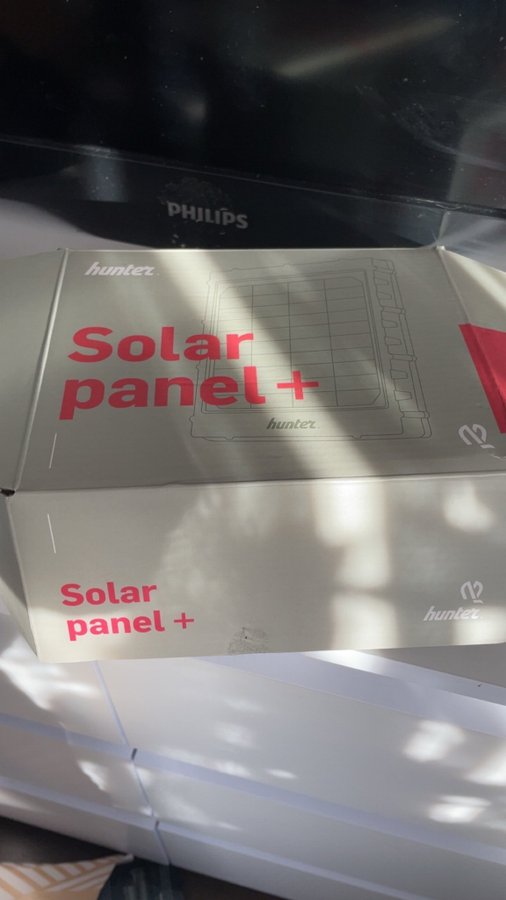 PHILIPS
hunter
Solar
panel +
hunter
Solar
panel +
hunter